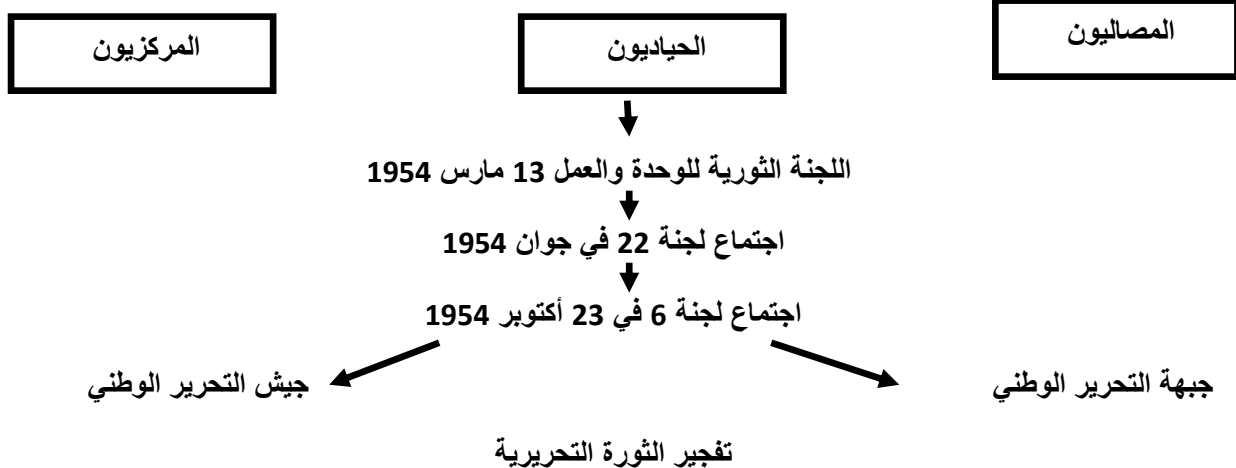 المصاليون
الحياديون
المركزيون
اللجنة الثورية للوحدة والعمل 13 مارس 1954
اجتماع لجنة 22 في جوان 1954
اجتماع لجنة 6 في 23 أكتوبر 1954
جبهة التحرير الوطني
جيش التحرير الوطني
تفجير الثورة التحريرية